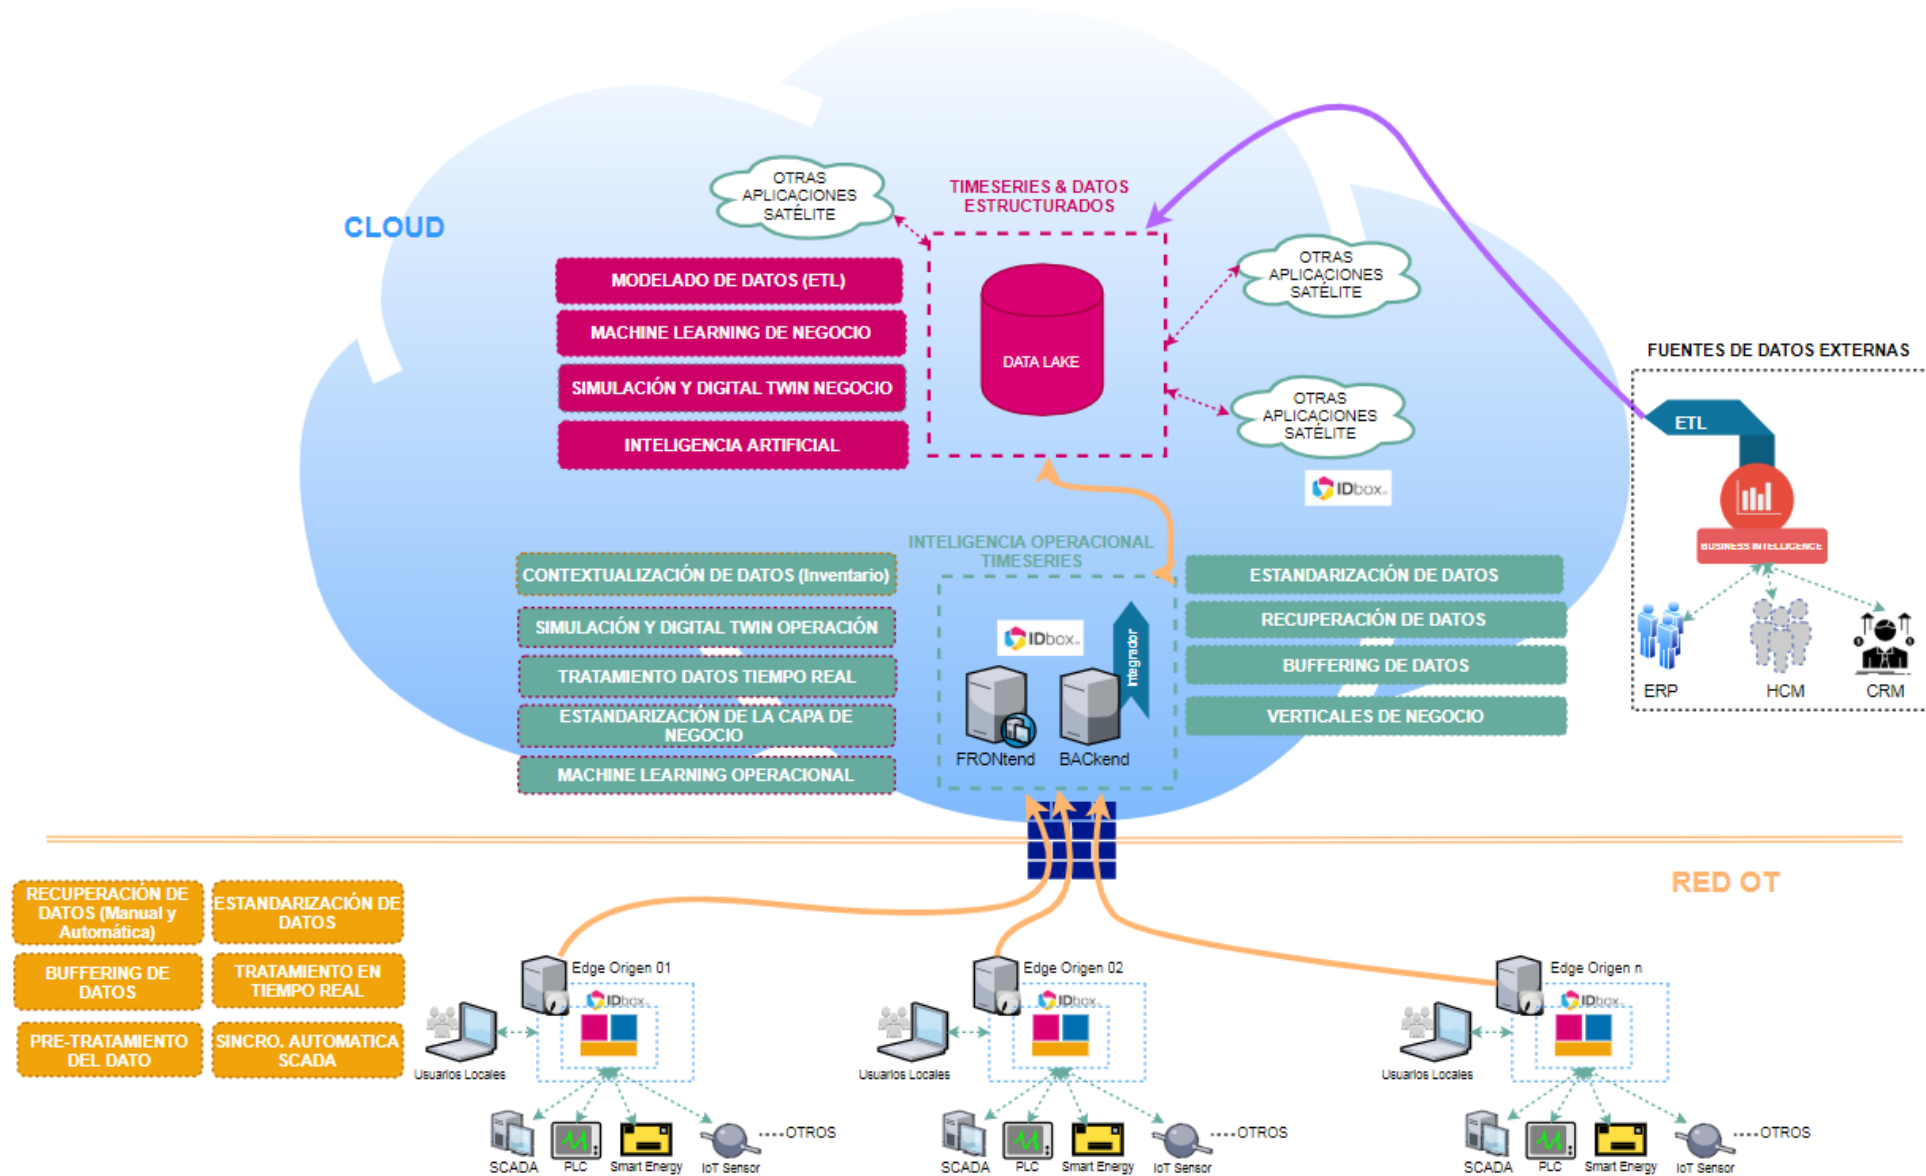 CLOUD
OTRAS
APLICACIONES
SATÉLITE
TIMESERIES & DATOS
ESTRUCTURADOS
DATA LAKE
OTRAS
APLICACIONES
SATÉLITE
OTRAS
APLICACIONES
SATÉLITE
IDbox
MODELADO DE DATOS (ETL)
MACHINE LEARNING DE NEGOCIO
SIMULACIÓN Y DIGITAL TWIN NEGOCIO
INTELIGENCIA ARTIFICIAL
FUENTES DE DATOS EXTERNAS
ETL
BUSINESS INTELLIGENCE
ERP
HCM
CRM
INTELIGENCIA OPERACIONAL
TIMESERIES
IDbox
Integrador
FRONtend
BACkend
CONTEXTUALIZACIÓN DE DATOS (Inventario)
SIMULACIÓN Y DIGITAL TWIN OPERACIÓN
TRATAMIENTO DATOS TIEMPO REAL
ESTANDARIZACIÓN DE LA CAPA DE
NEGOCIO
MACHINE LEARNING OPERACIONAL
ESTANDARIZACIÓN DE DATOS
RECUPERACIÓN DE DATOS
BUFFERING DE DATOS
VERTICALES DE NEGOCIO
RED OT
RECUPERACIÓN DE
DATOS (Manual y
Automática)
ESTANDARIZACIÓN DE
DATOS
BUFFERING DE
DATOS
TRATAMIENTO EN
TIEMPO REAL
PRE-TRATAMIENTO
DEL DATO
SINCRO. AUTOMATICA
SCADA
Edge Origen 01
IDbox
Usuarios Locales
SCADA
PLC
Smart Energy
IoT Sensor
----OTROS
Edge Origen 02
IDbox
Usuarios Locales
SCADA
PLC
Smart Energy
IoT Sensor
----OTROS
Edge Origen n
IDbox
Usuarios Locales
SCADA
PLC
Smart Energy
IoT Sensor
----OTROS